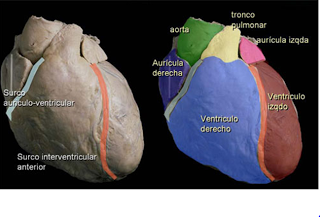 tronco
pulmonar
aorta
aurícula izqda
Aurícula
derecha
Surco
aurículo-ventricular
Ventrículo
izqdo
Ventrículo
derecho
Surco interventricular
anterior